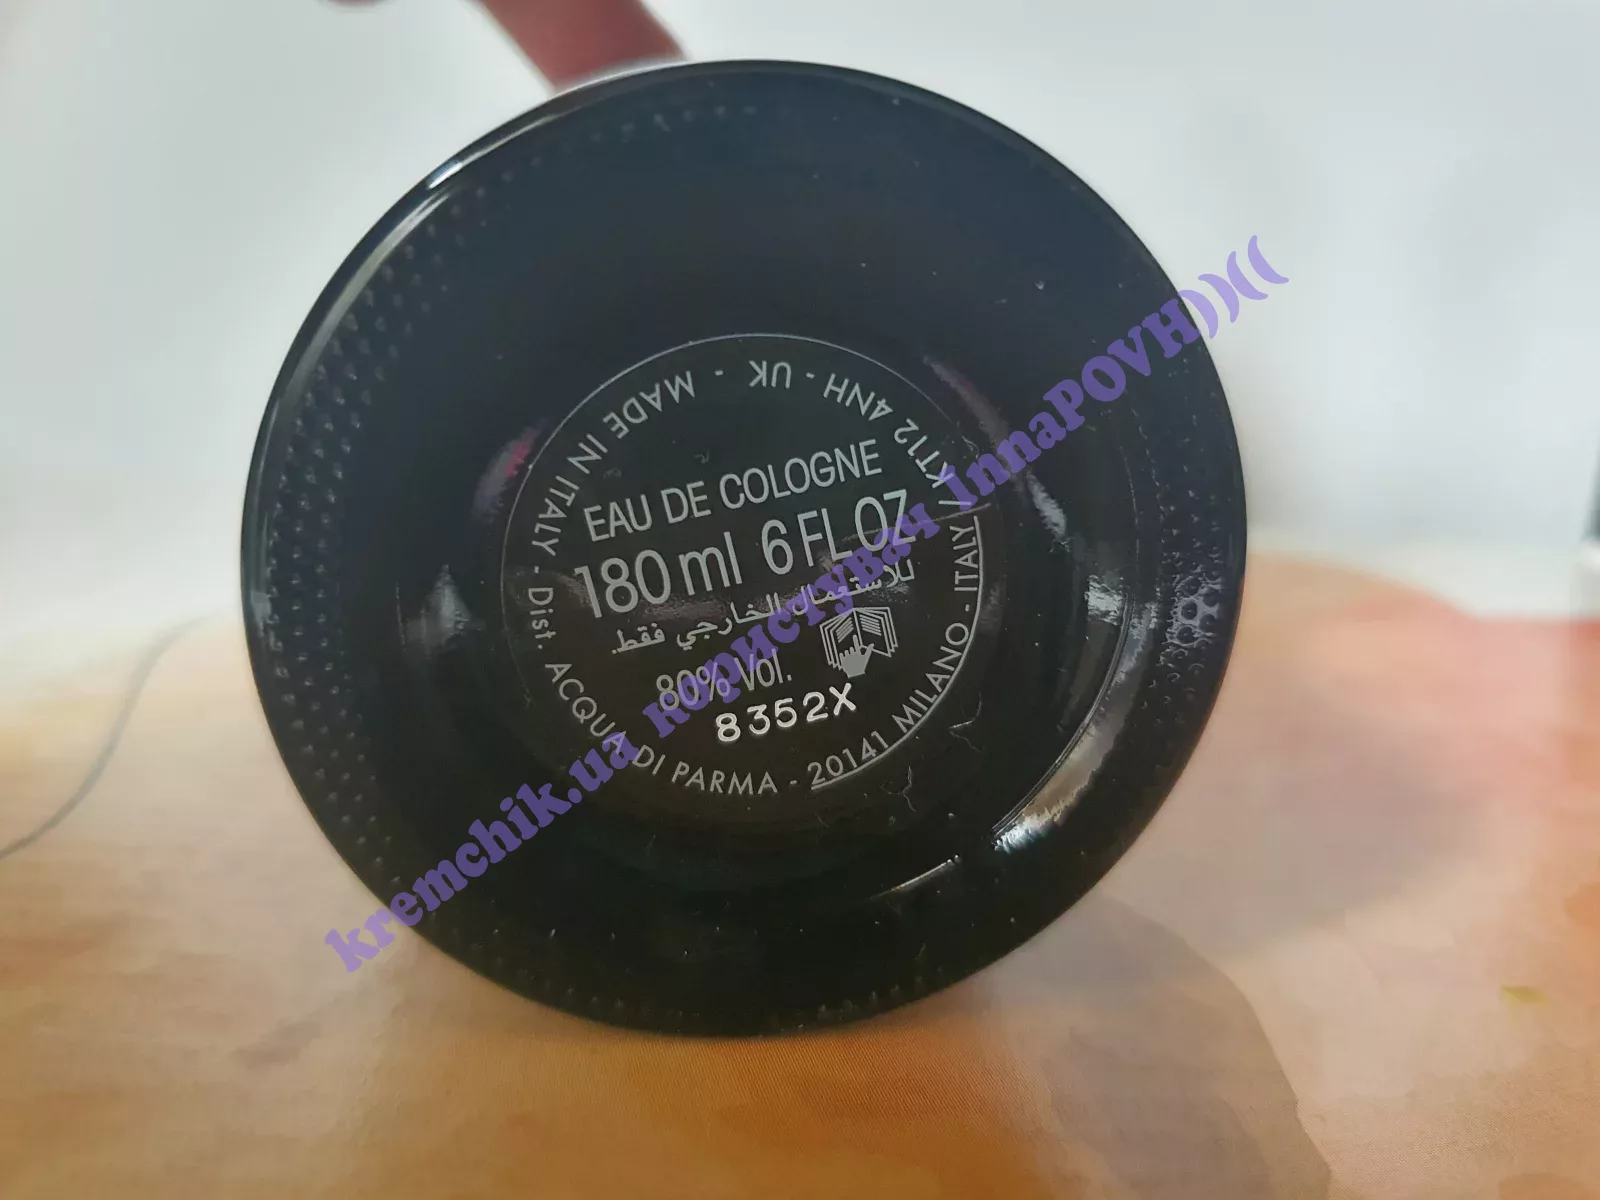 EAU DE COLOGNE
180 ml 6 FL OZ
للاستعمال الخارجي فقط.
80% Vol.
8352X
MADE IN ITALY - Dist. ACQUA DI PARMA - 20141 MILANO - ITALY / KT12 4NH - UK -
kremchik.ua користувач InnaPOVH))((